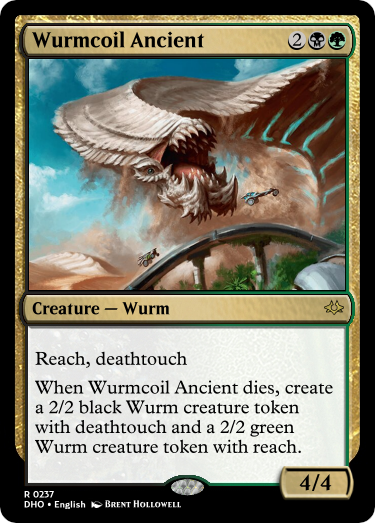 Wurmcoil Ancient 2
Creature — Wurm
Reach, deathtouch
When Wurmcoil Ancient dies, create
a 2/2 black Wurm creature token
with deathtouch and a 2/2 green
Wurm creature token with reach.
4/4
R 0237
DHO • English Brent Hollowell